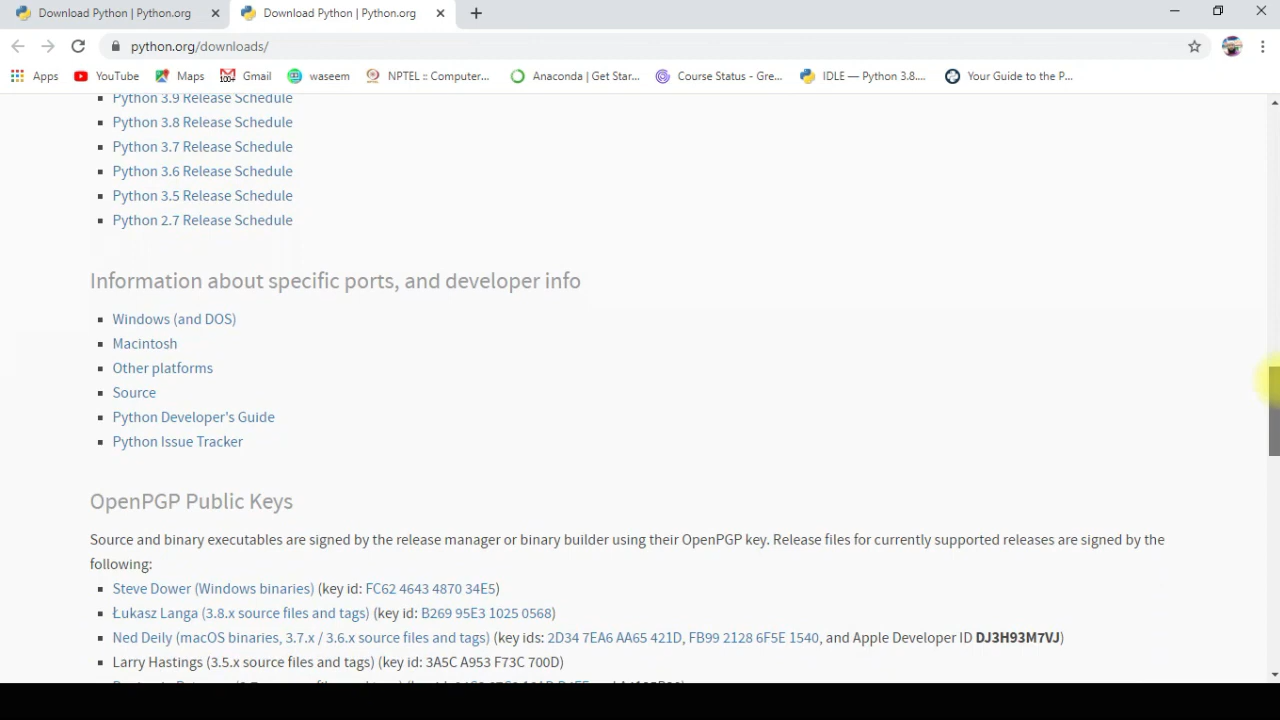 Download Python | Python.org
Download Python | Python.org
python.org/downloads/
Apps YouTube Maps Gmail waseem NPTEL :: Computer... Anaconda | Get Star... Course Status - Gre... IDLE — Python 3.8.... Your Guide to the P...
Python 3.9 Release Schedule
Python 3.8 Release Schedule
Python 3.7 Release Schedule
Python 3.6 Release Schedule
Python 3.5 Release Schedule
Python 2.7 Release Schedule
Information about specific ports, and developer info
Windows (and DOS)
Macintosh
Other platforms
Source
Python Developer's Guide
Python Issue Tracker
OpenPGP Public Keys
Source and binary executables are signed by the release manager or binary builder using their OpenPGP key. Release files for currently supported releases are signed by the
following:
Steve Dower (Windows binaries) (key id: FC62 4643 4870 34E5)
Łukasz Langa (3.8.x source files and tags) (key id: B269 95E3 1025 0568)
Ned Deily (macOS binaries, 3.7.x / 3.6.x source files and tags) (key ids: 2D34 7EA6 AA65 421D, FB99 2128 6F5E 1540, and Apple Developer ID DJ3H93M7VJ)
Larry Hastings (3.5.x source files and tags) (key id: 3A5C A953 F73C 700D)